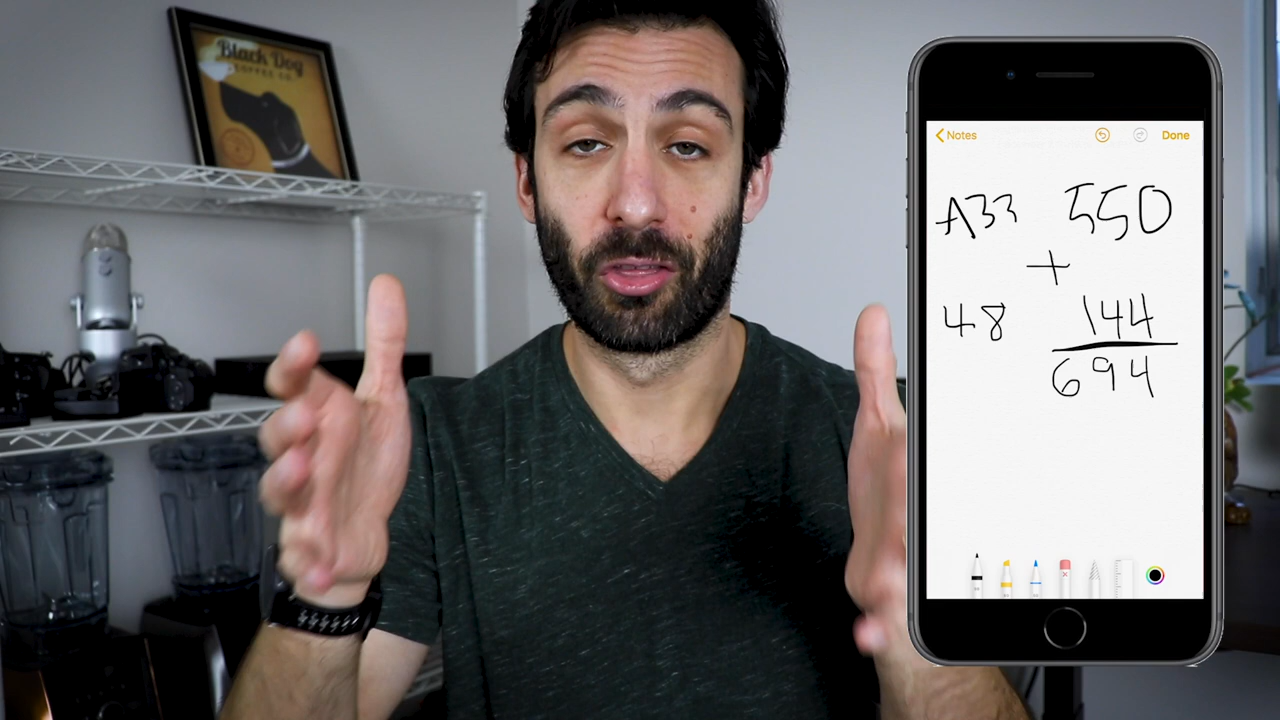 Black Dog
COFFEE CO.
Notes Done
A33 550
+
48 144
694